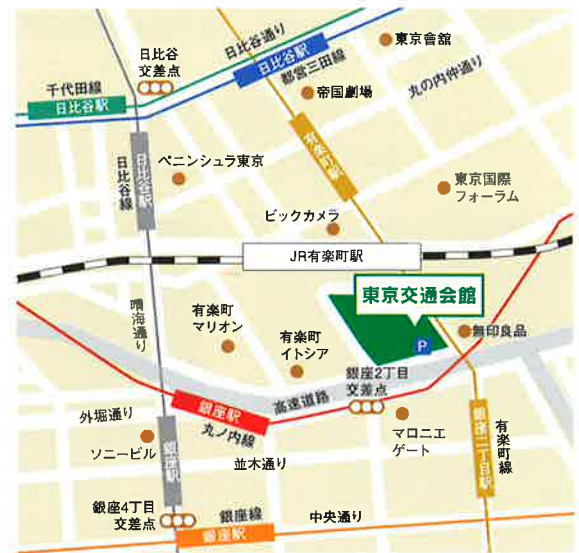 日比谷
交差点
日比谷通り
東京會舘
千代田線
日比谷駅
日比谷駅
都営三田線
帝国劇場
丸の内仲通り
有楽町駅
日比谷線
日比谷駅
ペニンシュラ東京
東京国際
フォーラム
ビックカメラ
JR有楽町駅
東京交通会館
晴海通り
有楽町
マリオン
有楽町
イトシア
P
無印良品
銀座2丁目
交差点
高速道路
銀座駅
丸ノ内線
外堀通り
ソニービル
銀座駅
並木通り
マロニエ
ゲート
銀座一丁目駅
有楽町線
銀座4丁目
交差点
銀座線
銀座駅
中央通り